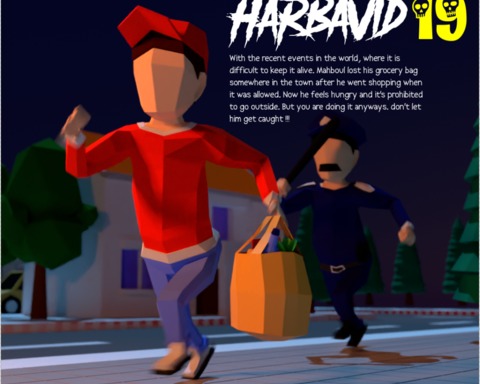 HARBAVID 19
With the recent events in the world, where it is
difficult to keep it alive. Mahboul lost his grocery bag
somewhere in the town after he went shopping when
it was allowed. Now he feels hungry and it's prohibited
to go outside. But you are doing it anyways. don't let
him get caught !!!